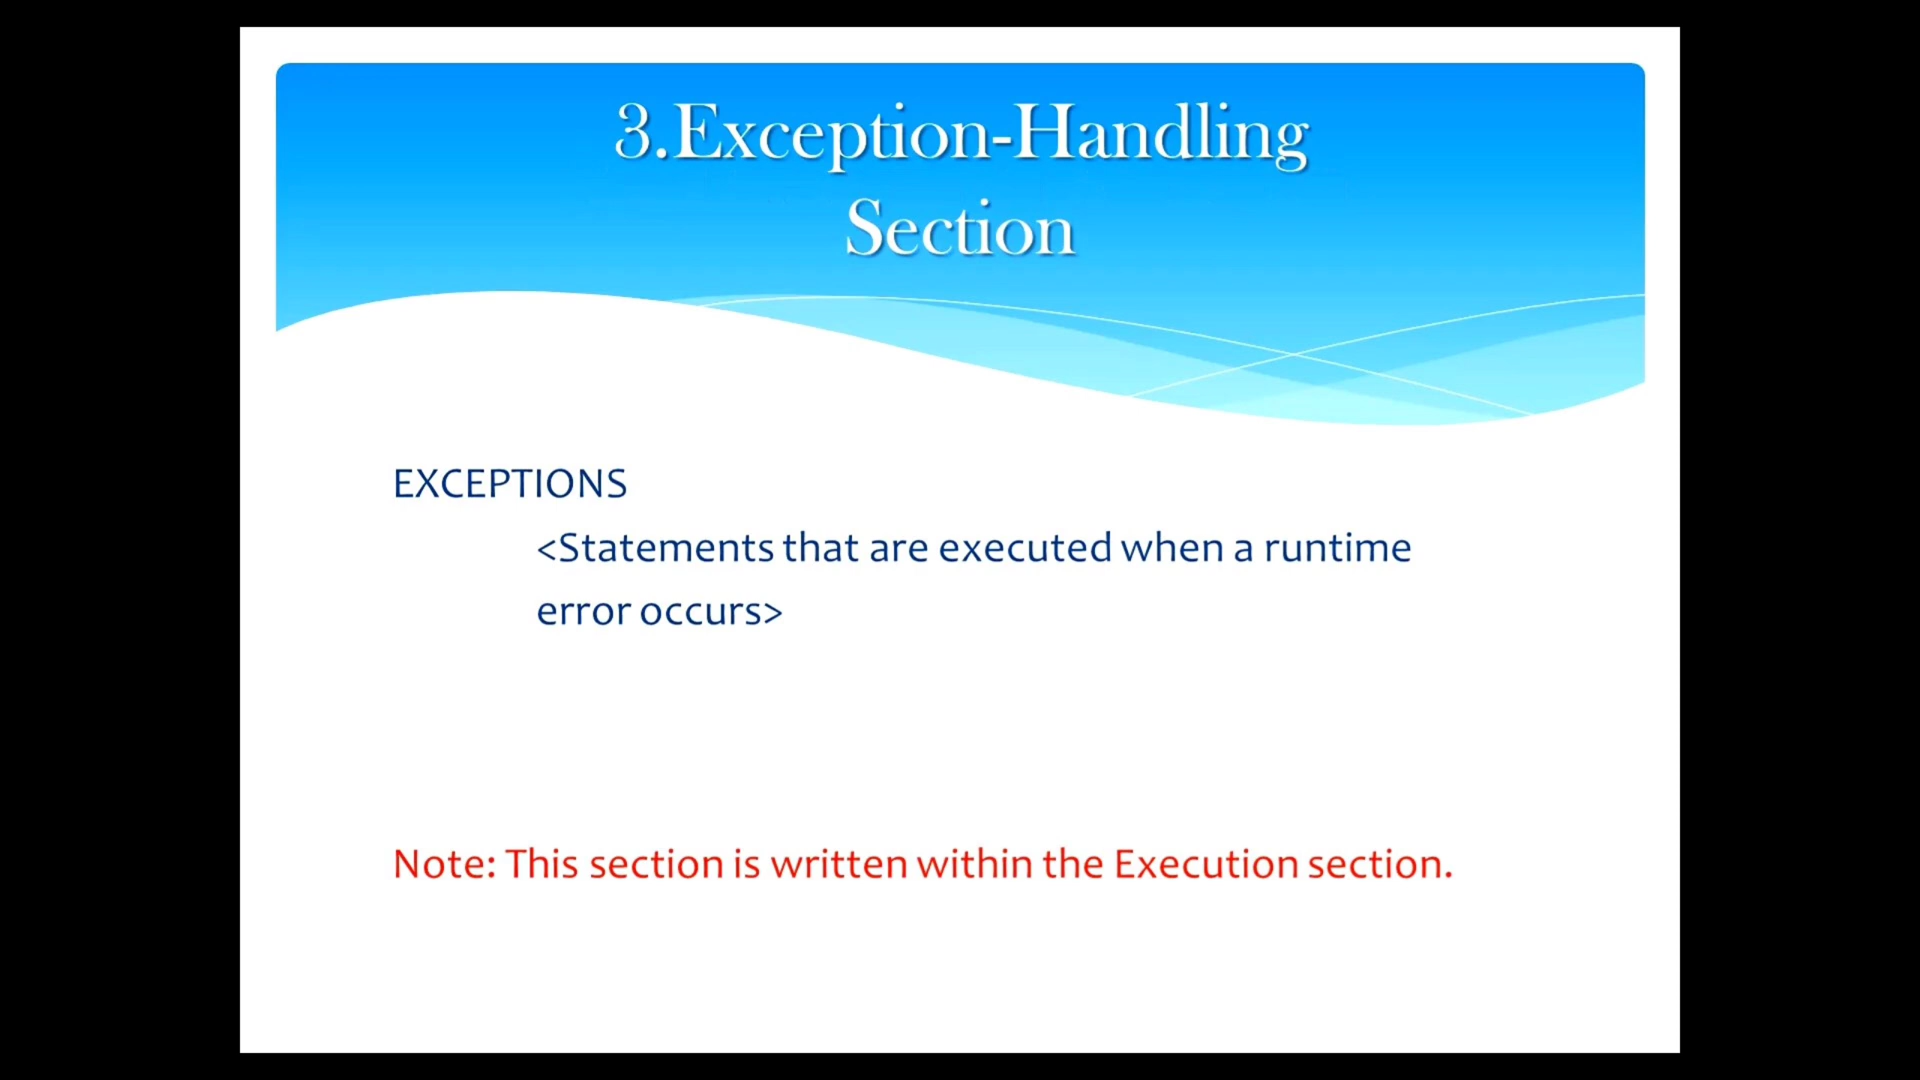 3.Exception-Handling
Section
EXCEPTIONS
<Statements that are executed when a runtime
error occurs>
Note: This section is written within the Execution section.